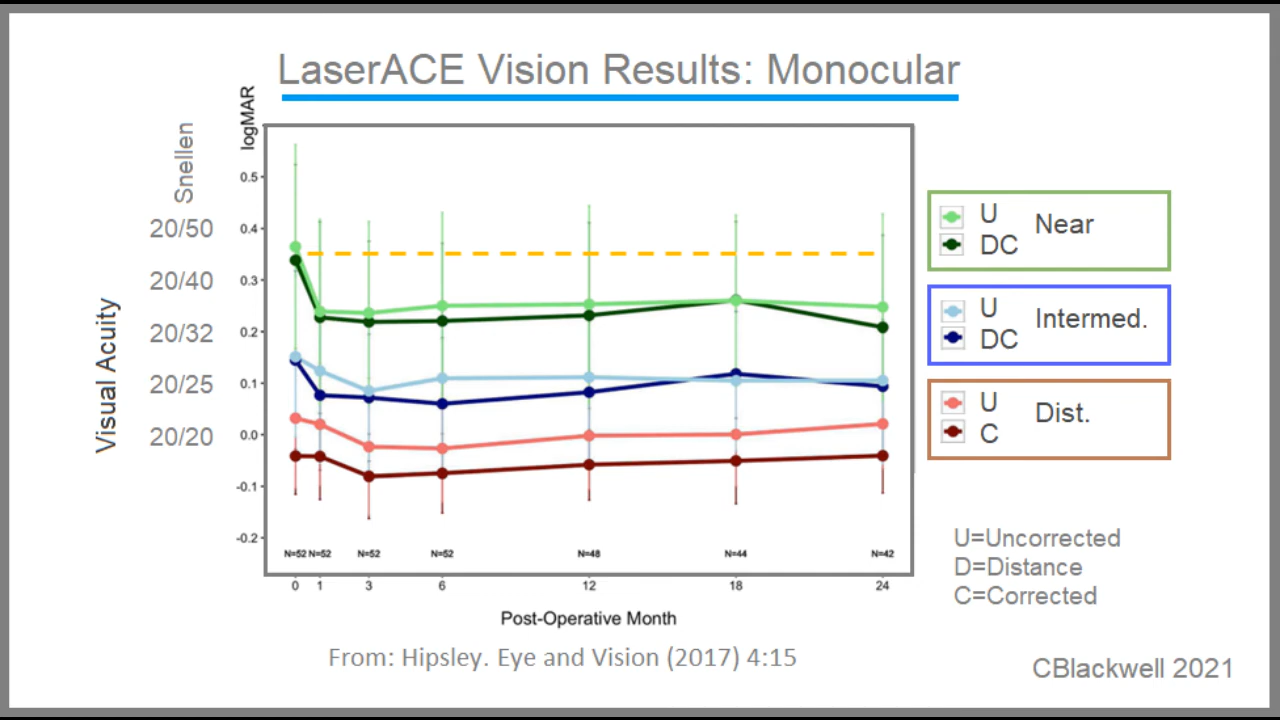 LaserACE Vision Results: Monocular
Snellen
logMAR
Visual Acuity
20/50
20/40
20/32
20/25
20/20
0.5
0.4
0.3
0.2
0.1
0.0
-0.1
-0.2
N=52 N=52 N=52 N=52 N=48 N=44 N=42
0 1 3 6 12 18 24
Post-Operative Month
U
DC
Near
U
DC
Intermed.
U
C
Dist.
U=Uncorrected
D=Distance
C=Corrected
From: Hipsley. Eye and Vision (2017) 4:15
CBlackwell 2021